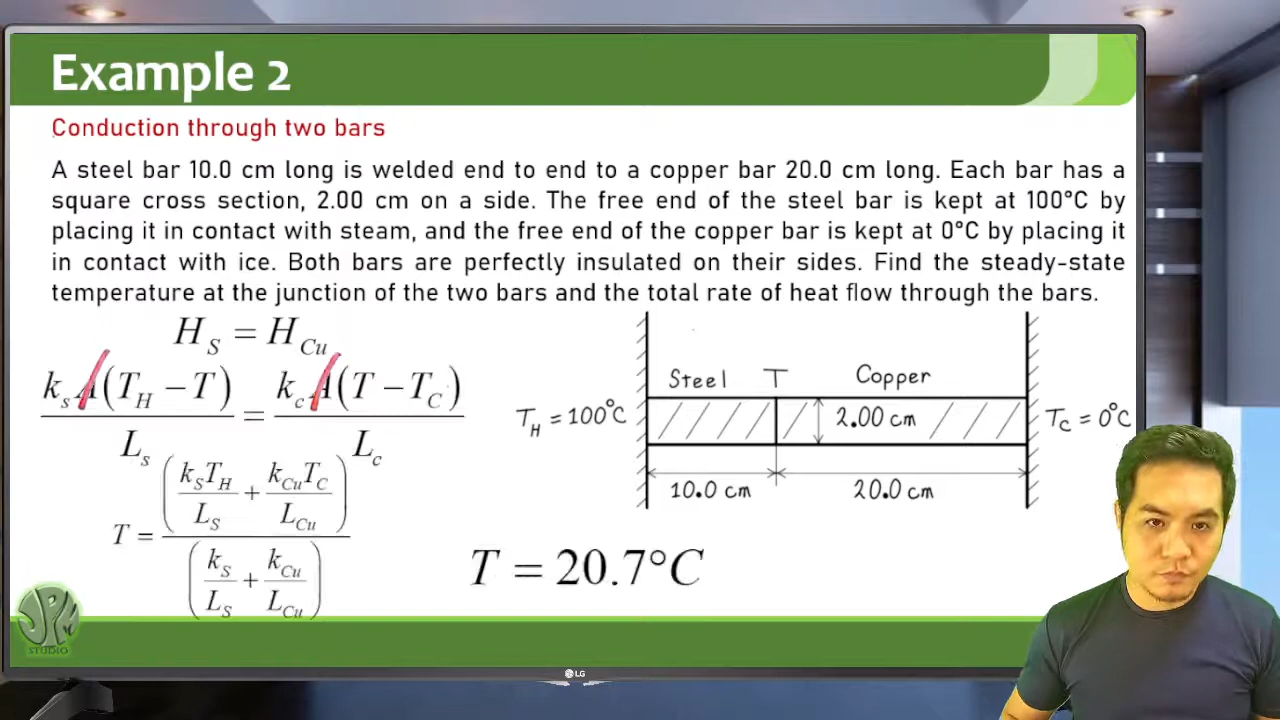 Example 2
Conduction through two bars
A steel bar 10.0 cm long is welded end to end to a copper bar 20.0 cm long. Each bar has a
square cross section, 2.00 cm on a side. The free end of the steel bar is kept at 100°C by
placing it in contact with steam, and the free end of the copper bar is kept at 0°C by placing it
in contact with ice. Both bars are perfectly insulated on their sides. Find the steady-state
temperature at the junction of the two bars and the total rate of heat flow through the bars.
H_S = H_Cu
k_s A(T_H − T) / L_s = k_c A(T − T_C) / L_c
T = (k_S T_H / L_S + k_Cu T_C / L_Cu) / (k_S / L_S + k_Cu / L_Cu)
Steel T Copper
T_H = 100°C 2.00 cm T_C = 0°C
10.0 cm 20.0 cm
T = 20.7°C
JPM
STUDIO
LG